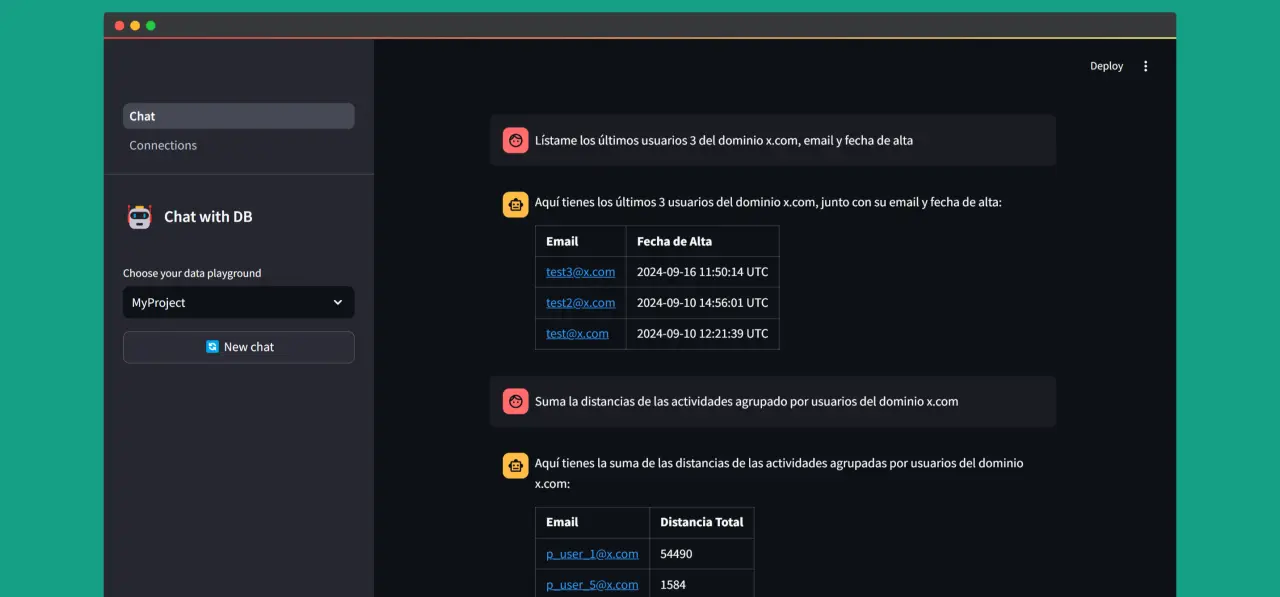 Deploy
Chat
Connections
Chat with DB
Choose your data playground
MyProject
New chat
Lístame los últimos usuarios 3 del dominio x.com, email y fecha de alta
Aquí tienes los últimos 3 usuarios del dominio x.com, junto con su email y fecha de alta:
Email Fecha de Alta
test3@x.com 2024-09-16 11:50:14 UTC
test2@x.com 2024-09-10 14:56:01 UTC
test@x.com 2024-09-10 12:21:39 UTC
Suma la distancias de las actividades agrupado por usuarios del dominio x.com
Aquí tienes la suma de las distancias de las actividades agrupadas por usuarios del dominio
x.com:
Email Distancia Total
p_user_1@x.com 54490
p_user_5@x.com 1584